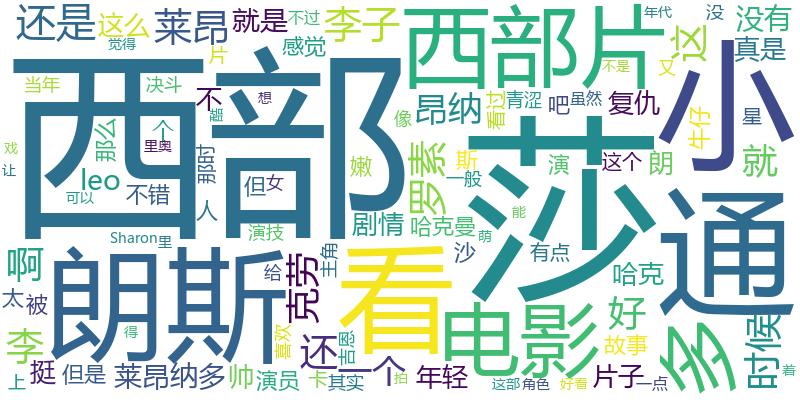 还是
这么
莱昂
不过
就是
李子
西部片
年代
没
没有
觉得
感觉
片
这
又
真是
当年
决斗
想
不
看过
不是
西部
小
酷
昂纳
青涩
吧
虽然
复仇
牛仔
星
那么
个
里奥
那时
像
嫩
罗素
斯
莎
演
这个
朗
就
戏
让
leo
不错
但
女
一般
可以
人
演技
剧情
哈克曼
能
萌
通
Sharon
里
沙
有点
啊
朗斯
给
克劳
主角
看
哈克
太
被
电影
好
多
时候
李
得
喜欢
还
吉恩
故事
上
挺
但是
莱昂纳多
帅
演员
卡
其实
一个
拍
年轻
这部
角色
好看
片子
一点
着